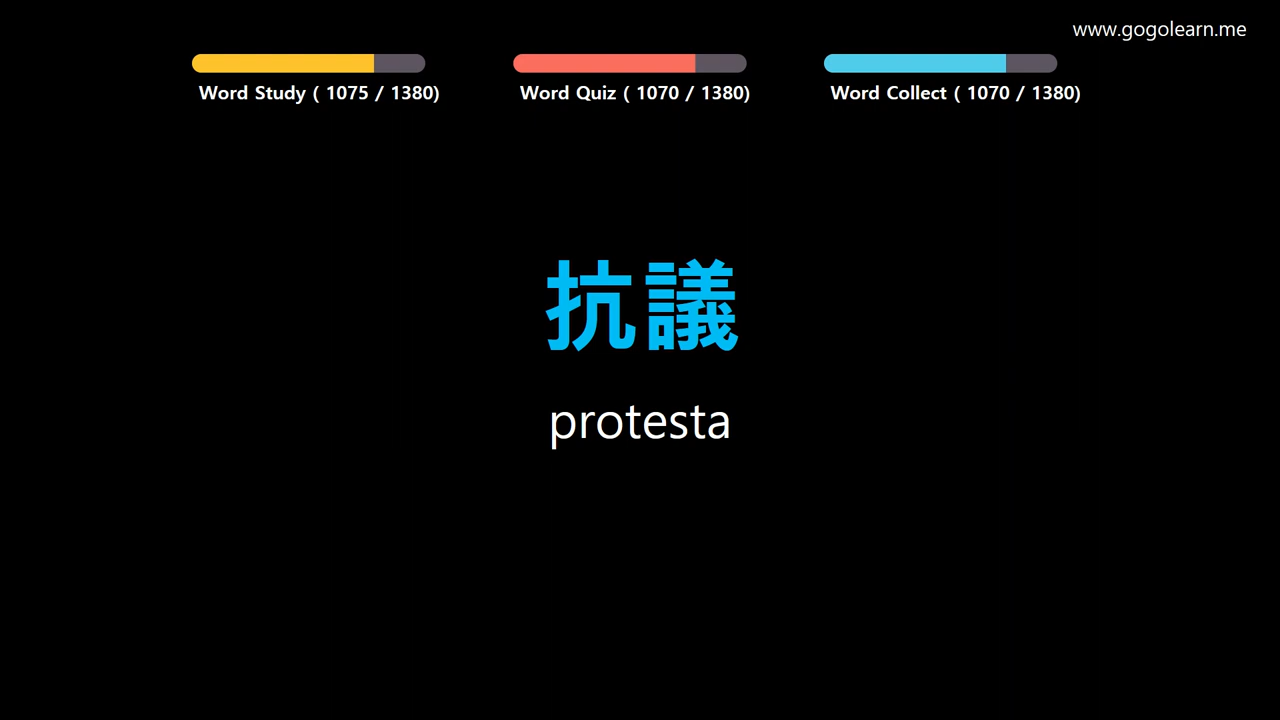 www.gogolearn.me
Word Study ( 1075 / 1380)
Word Quiz ( 1070 / 1380)
Word Collect ( 1070 / 1380)
抗議
protesta